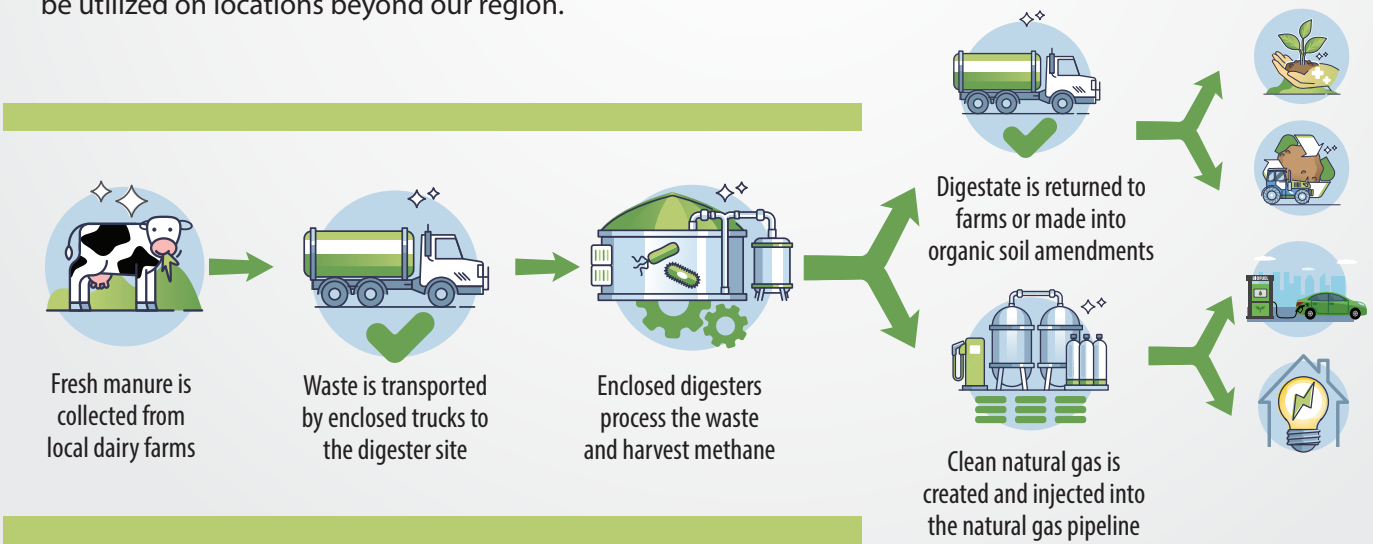 be utilized on locations beyond our region.
Fresh manure is
collected from
local dairy farms
Waste is transported
by enclosed trucks to
the digester site
Enclosed digesters
process the waste
and harvest methane
Digestate is returned to
farms or made into
organic soil amendments
Clean natural gas is
created and injected into
the natural gas pipeline